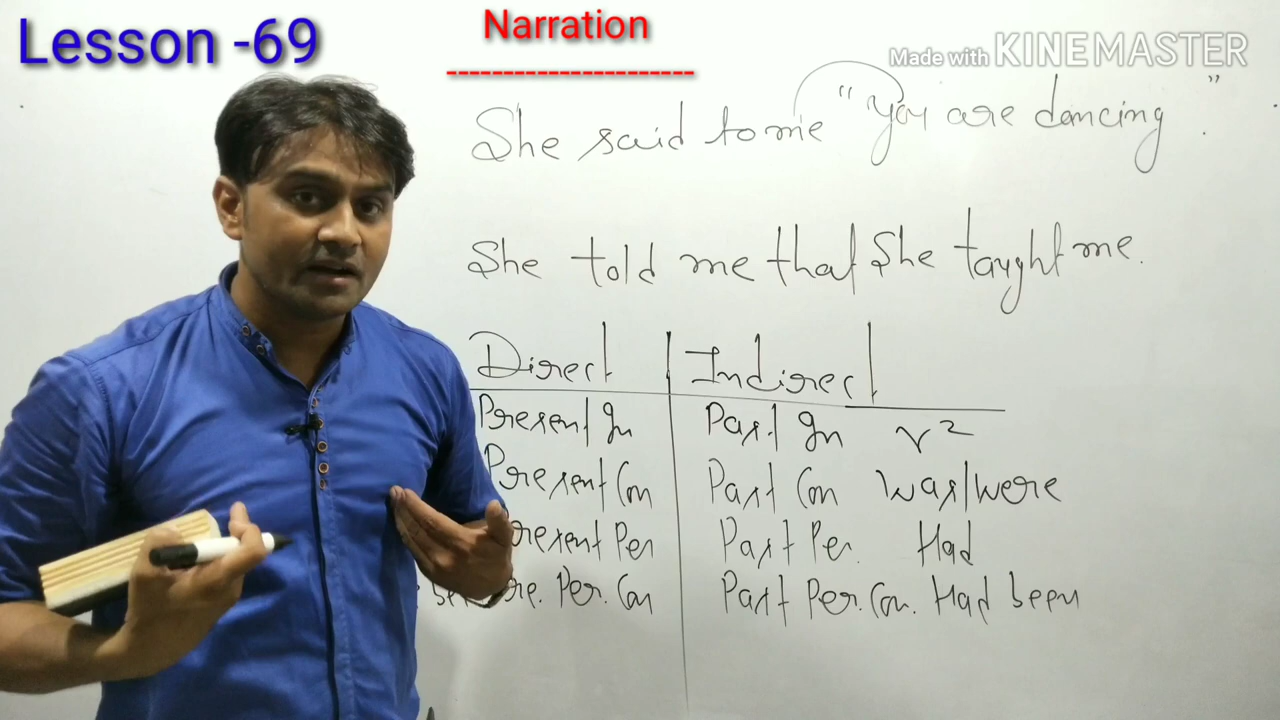 Lesson -69
Narration
Made with KINEMASTER
She said to me "you are dancing".
She told me that She taught me.
Direct | Indirect
Present In Past In V²
Present Con Past Con was/were
Present Per Past Per. Had
Pre. Per. Con Past Per. Con. Had been